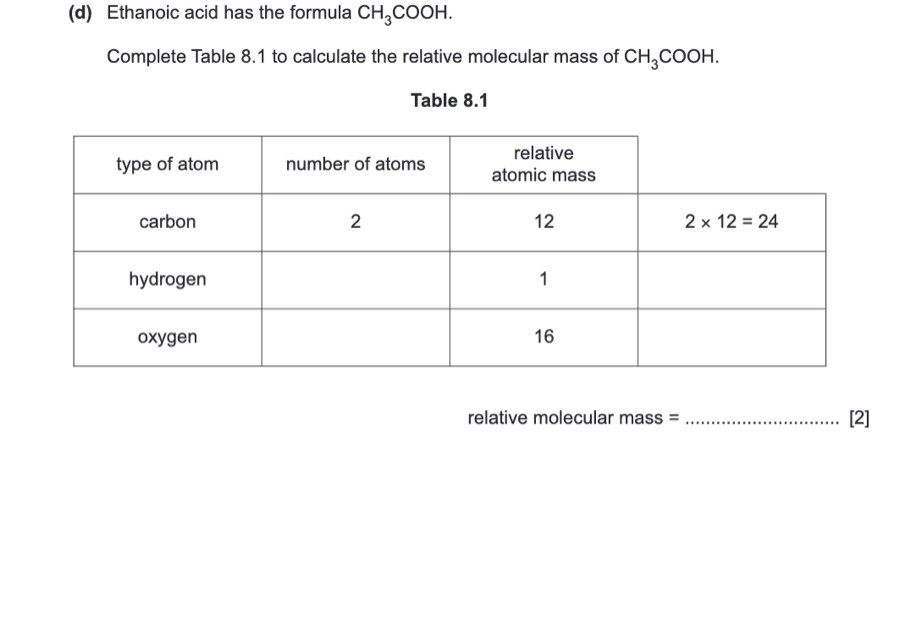 (d) Ethanoic acid has the formula CH₃COOH.
Complete Table 8.1 to calculate the relative molecular mass of CH₃COOH.
Table 8.1
type of atom number of atoms relative atomic mass
carbon 2 12 2 × 12 = 24
hydrogen 1
oxygen 16
relative molecular mass = .............................. [2]